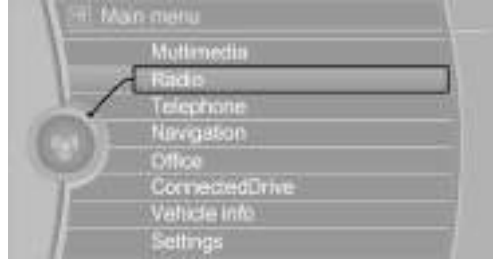 Main menu
Multimedia
Radio
Telephone
Navigation
Office
ConnectedDrive
Vehicle info
Settings